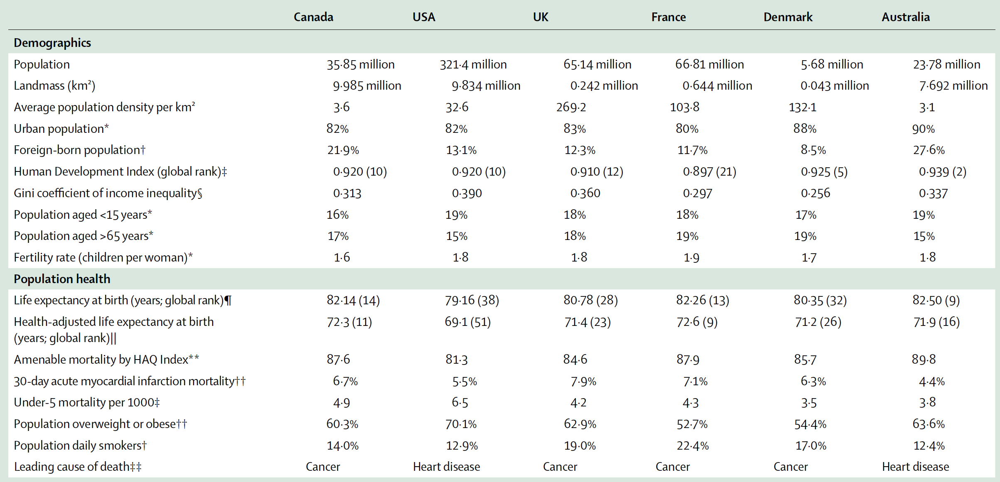 Canada USA UK France Denmark Australia
Demographics
Population 35·85 million 321·4 million 65·14 million 66·81 million 5·68 million 23·78 million
Landmass (km²) 9·985 million 9·834 million 0·242 million 0·644 million 0·043 million 7·692 million
Average population density per km² 3·6 32·6 269·2 103·8 132·1 3·1
Urban population* 82% 82% 83% 80% 88% 90%
Foreign-born population† 21·9% 13·1% 12·3% 11·7% 8·5% 27·6%
Human Development Index (global rank)‡ 0·920 (10) 0·920 (10) 0·910 (12) 0·897 (21) 0·925 (5) 0·939 (2)
Gini coefficient of income inequality§ 0·313 0·390 0·360 0·297 0·256 0·337
Population aged <15 years* 16% 19% 18% 18% 17% 19%
Population aged >65 years* 17% 15% 18% 19% 19% 15%
Fertility rate (children per woman)* 1·6 1·8 1·8 1·9 1·7 1·8
Population health
Life expectancy at birth (years; global rank)¶ 82·14 (14) 79·16 (38) 80·78 (28) 82·26 (13) 80·35 (32) 82·50 (9)
Health-adjusted life expectancy at birth 72·3 (11) 69·1 (51) 71·4 (23) 72·6 (9) 71·2 (26) 71·9 (16)
(years; global rank)||
Amenable mortality by HAQ Index** 87·6 81·3 84·6 87·9 85·7 89·8
30-day acute myocardial infarction mortality†† 6·7% 5·5% 7·9% 7·1% 6·3% 4·4%
Under-5 mortality per 1000‡ 4·9 6·5 4·2 4·3 3·5 3·8
Population overweight or obese†† 60·3% 70·1% 62·9% 52·7% 54·4% 63·6%
Population daily smokers† 14·0% 12·9% 19·0% 22·4% 17·0% 12·4%
Leading cause of death‡‡ Cancer Heart disease Cancer Cancer Cancer Heart disease